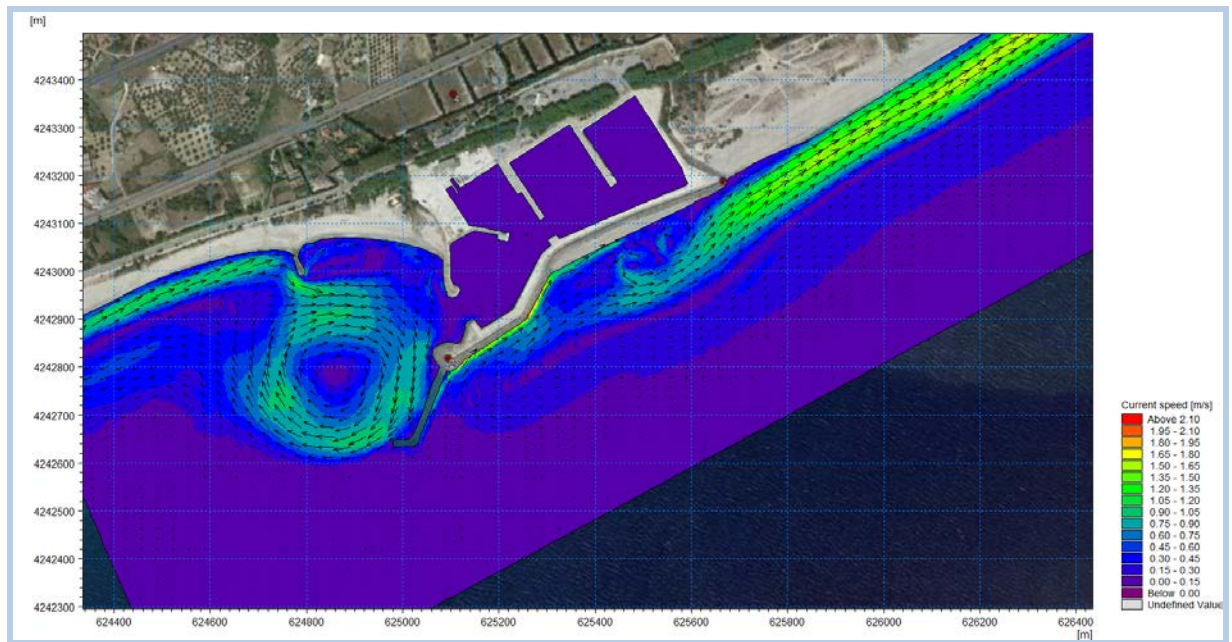 [m]
4243400
4243300
4243200
4243100
4243000
4242900
4242800
4242700
4242600
4242500
4242400
4242300
624400 624600 624800 625000 625200 625400 625600 625800 626000 626200 626400
[m]
Current speed [m/s]
Above 2.10
1.95 - 2.10
1.80 - 1.95
1.65 - 1.80
1.50 - 1.65
1.35 - 1.50
1.20 - 1.35
1.05 - 1.20
0.90 - 1.05
0.75 - 0.90
0.60 - 0.75
0.45 - 0.60
0.30 - 0.45
0.15 - 0.30
0.00 - 0.15
Below 0.00
Undefined Value